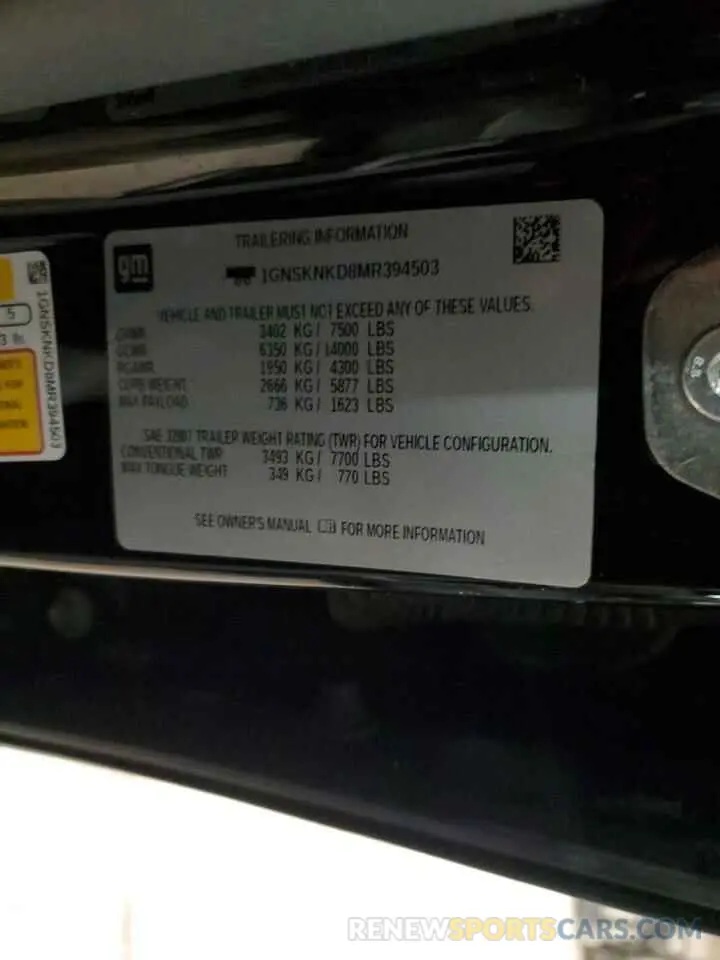 TRAILERING INFORMATION
gm
1GNSKNKD8MR394503
VEHICLE AND TRAILER MUST NOT EXCEED ANY OF THESE VALUES.
GVWR 3402 KG / 7500 LBS
GCWR 6350 KG / 14000 LBS
RGAWR 1950 KG / 4300 LBS
CURB WEIGHT 2666 KG / 5877 LBS
MAX PAYLOAD 736 KG / 1623 LBS
SAE J2807 TRAILER WEIGHT RATING (TWR) FOR VEHICLE CONFIGURATION.
CONVENTIONAL TWR 3493 KG / 7700 LBS
MAX TONGUE WEIGHT 349 KG / 770 LBS
SEE OWNER'S MANUAL FOR MORE INFORMATION
1GNSKNKD8MR394503
5
8.8
RENEWSPORTSCARS.COM